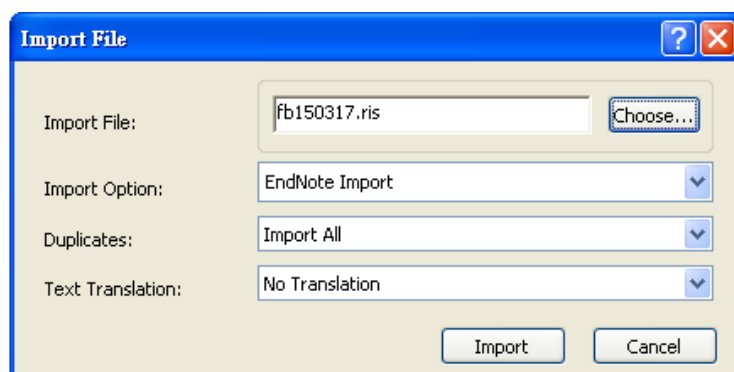 Import File
Import File: fb150317.ris Choose...
Import Option: EndNote Import
Duplicates: Import All
Text Translation: No Translation
Import Cancel